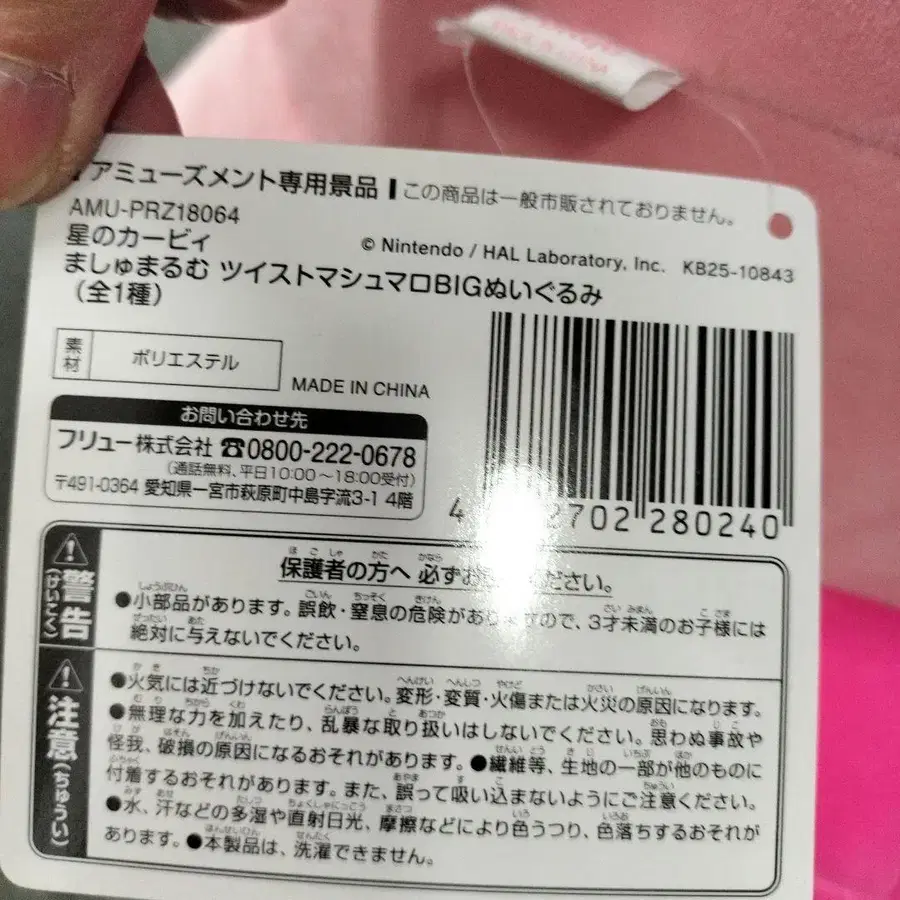 アミューズメント専用景品 この商品は一般市販されておりません。
AMU-PRZ18064
星のカービィ
© Nintendo / HAL Laboratory, Inc. KB25-10843
ましゅまるむ ツイストマシュマロBIGぬいぐるみ
(全1種)
素材 ポリエステル
MADE IN CHINA
お問い合わせ先
フリュー株式会社 ☎0800-222-0678
(通話無料、平日10:00~18:00受付)
〒491-0364 愛知県一宮市萩原町中島字流3-1 4階
4 2702 280240
警告(けいこく)
保護者の方へ 必ず ください。
●小部品があります。誤飲・窒息の危険がありますので、3才未満のお子様には
絶対に与えないでください。
注意(ちゅうい)
●火気には近づけないでください。変形・変質・火傷または火災の原因になります。
●無理な力を加えたり、乱暴な取り扱いはしないでください。思わぬ事故や
怪我、破損の原因になるおそれがあります。●繊維等、生地の一部が他のものに
付着するおそれがあります。また、誤って吸い込まないようにご注意ください。
●水、汗などの多湿や直射日光、摩擦などにより色うつり、色落ちするおそれが
あります。●本製品は、洗濯できません。